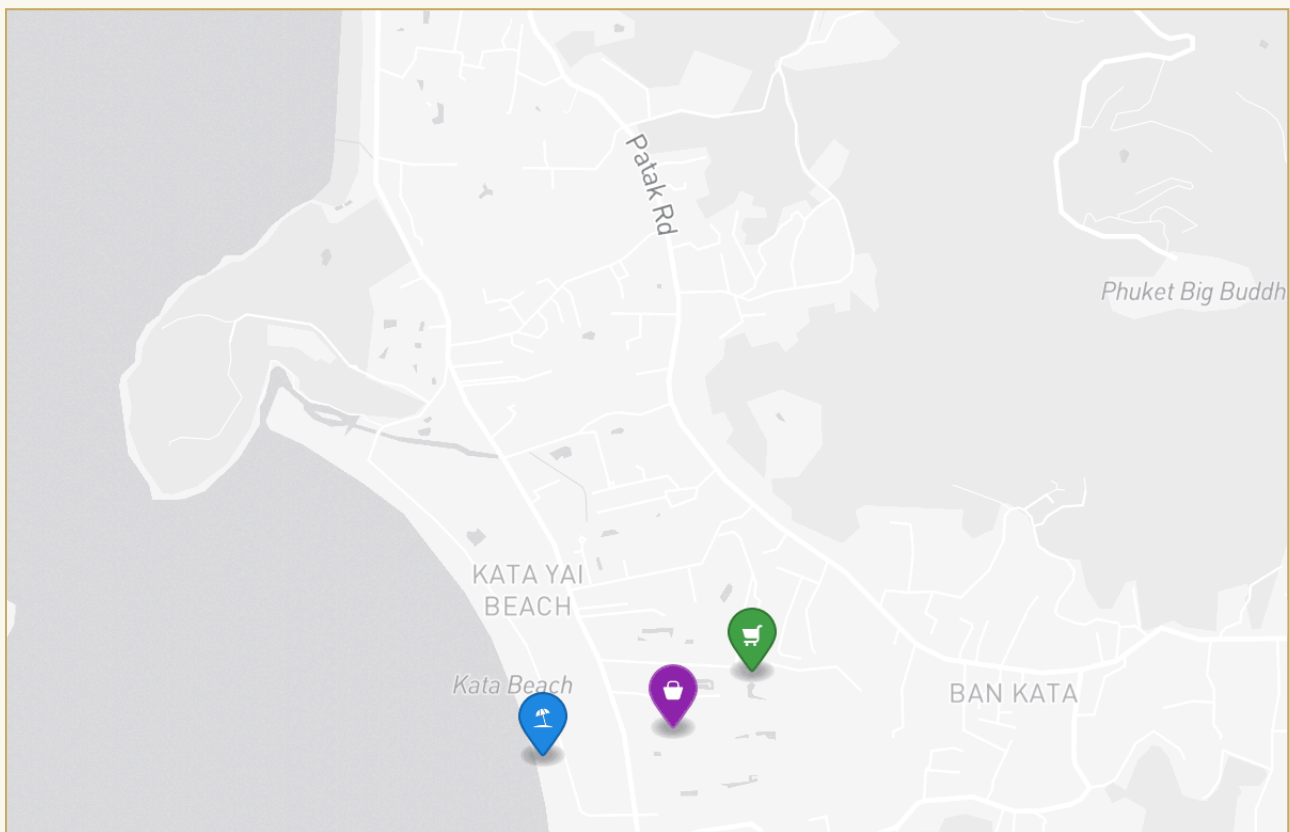 Patak Rd
Phuket Big Buddh
KATA YAI
BEACH
Kata Beach
BAN KATA